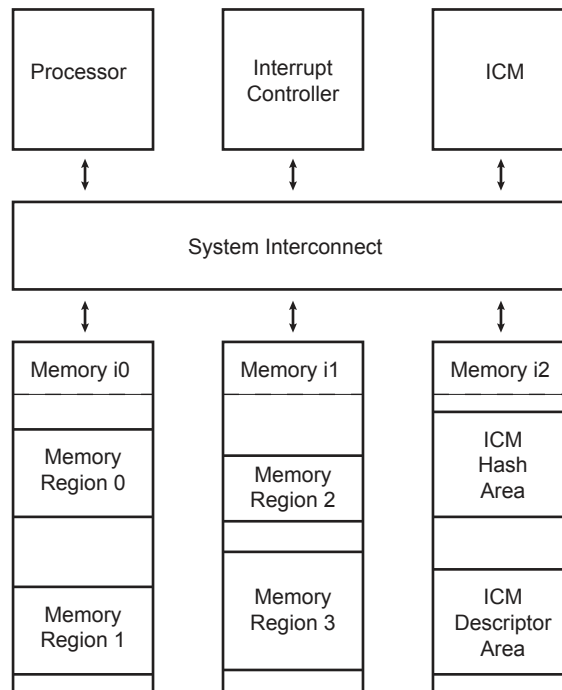 Processor
Interrupt
Controller
ICM
System Interconnect
Memory i0
Memory i1
Memory i2
Memory
Region 0
Memory
Region 2
ICM
Hash
Area
Memory
Region 1
Memory
Region 3
ICM
Descriptor
Area